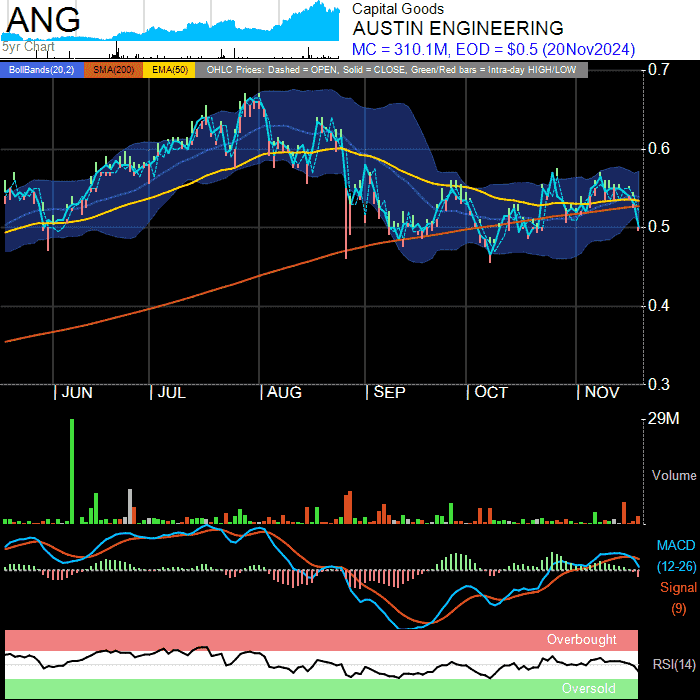 ANG
5yr Chart
Capital Goods
AUSTIN ENGINEERING
MC = 310.1M, EOD = $0.5 (20Nov2024)
BollBands(20,2) SMA(200) EMA(50) OHLC Prices: Dashed = OPEN, Solid = CLOSE, Green/Red bars = Intra-day HIGH/LOW
0.7
0.6
0.5
0.4
0.3
| JUN | JUL | AUG | SEP | OCT | NOV
29M
Volume
MACD
(12-26)
Signal
(9)
Overbought
RSI(14)
Oversold